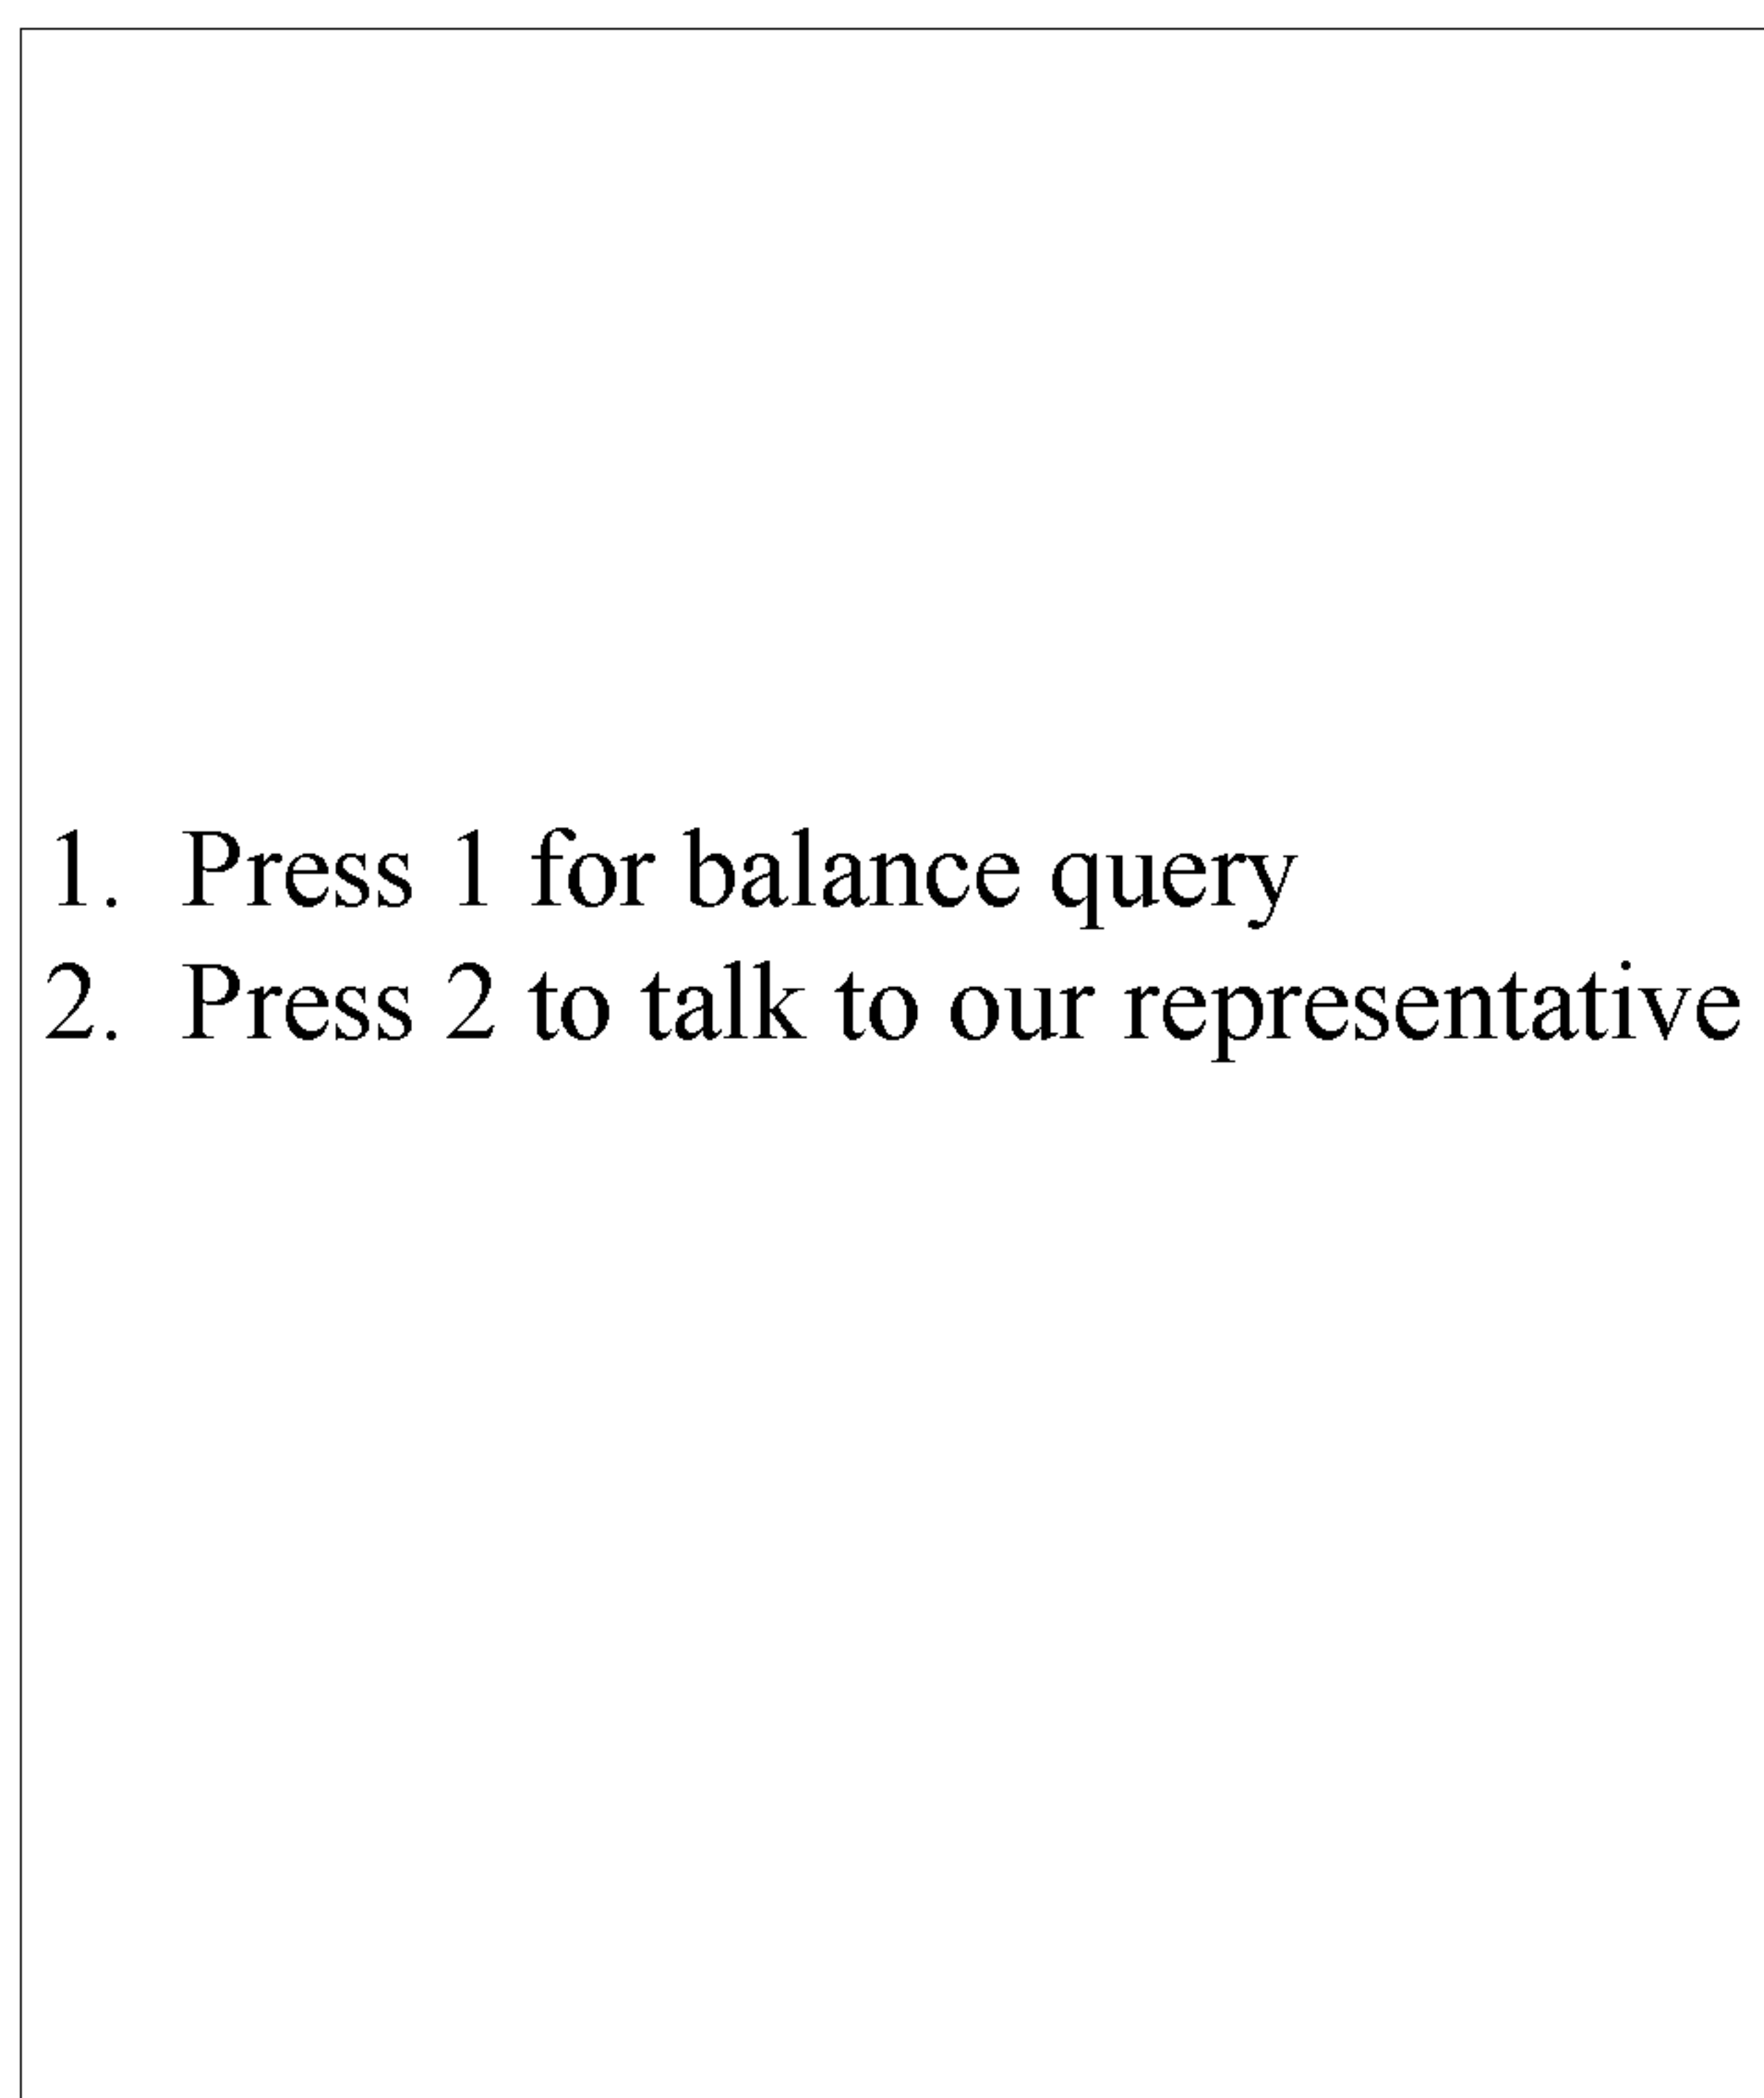 1. Press 1 for balance query
2. Press 2 to talk to our representative